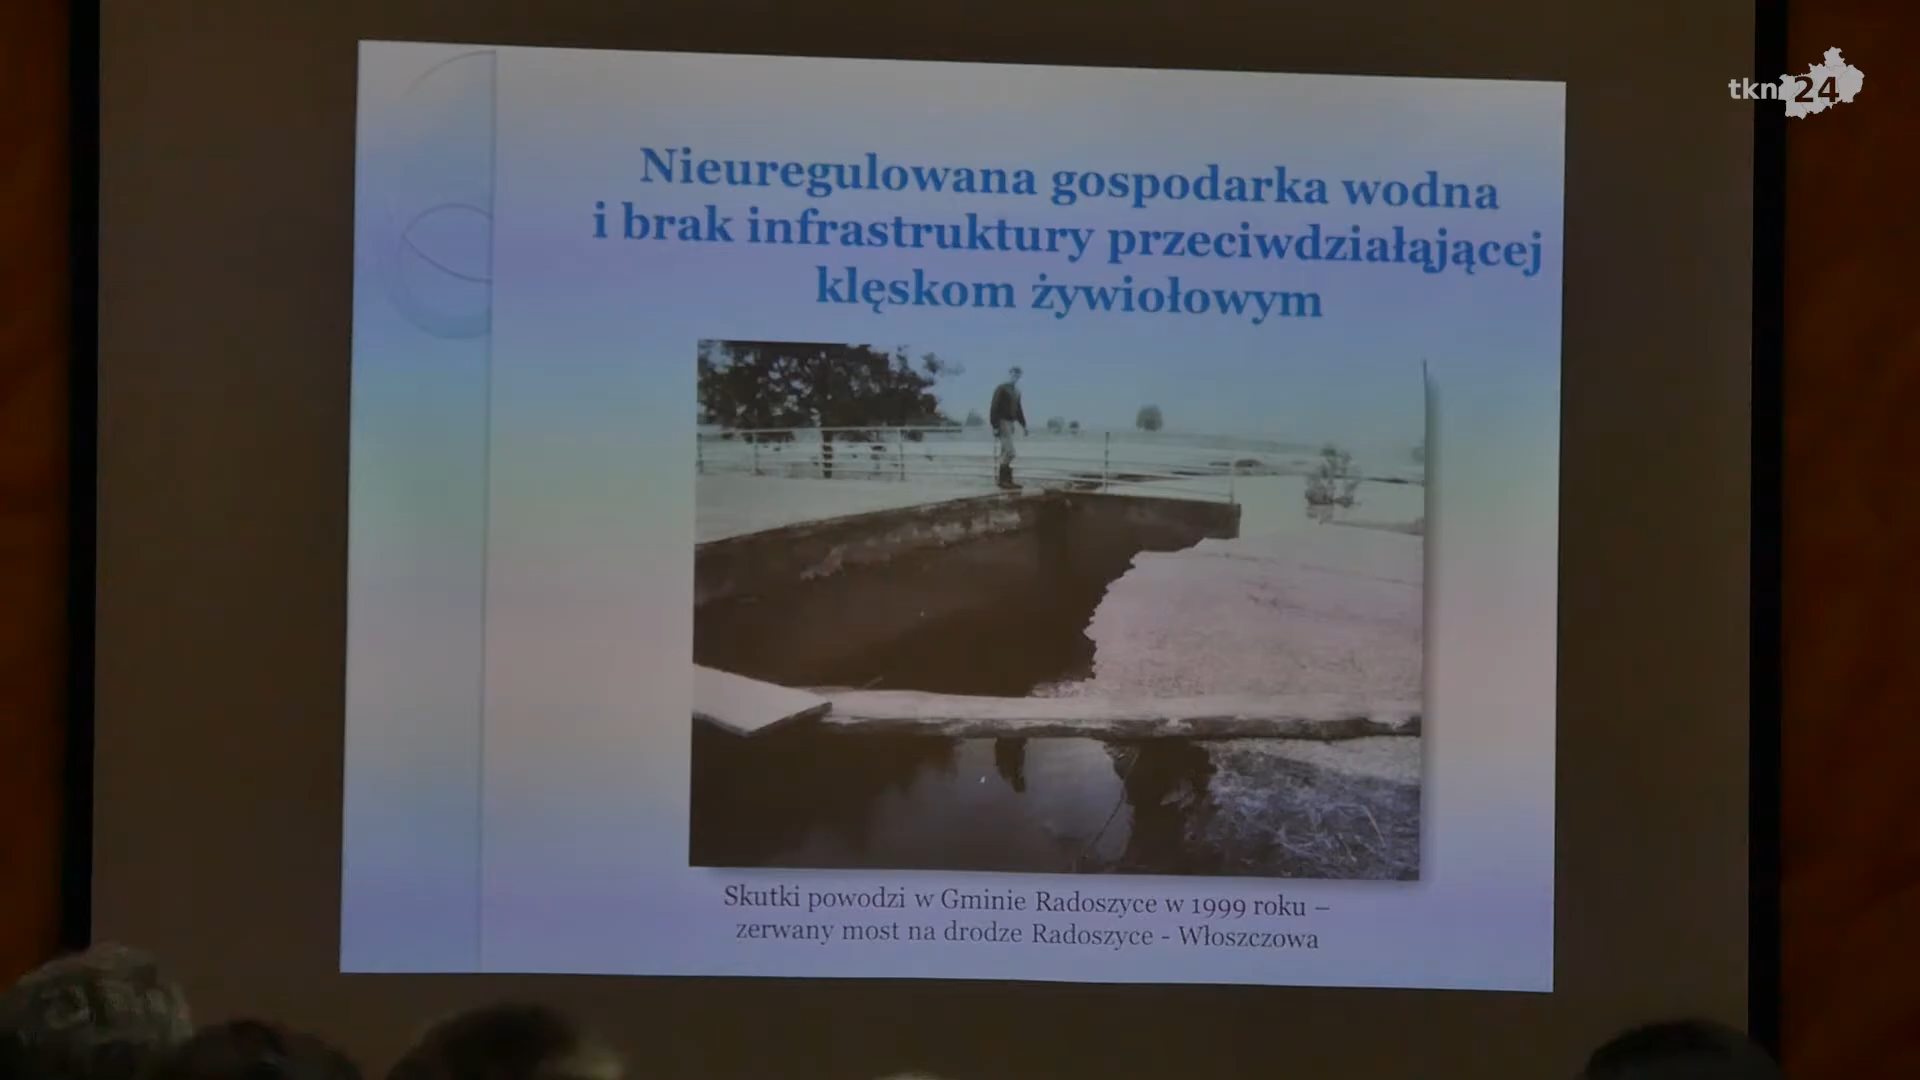 tkn24
Nieuregulowana gospodarka wodna
i brak infrastruktury przeciwdziałąjącej
klęskom żywiołowym
Skutki powodzi w Gminie Radoszyce w 1999 roku –
zerwany most na drodze Radoszyce - Włoszczowa